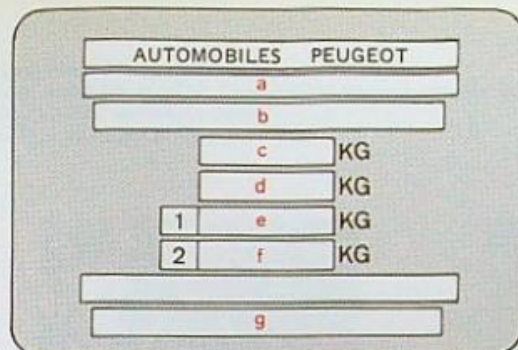 AUTOMOBILES PEUGEOT
a
b
c KG
d KG
1 e KG
2 f KG
g